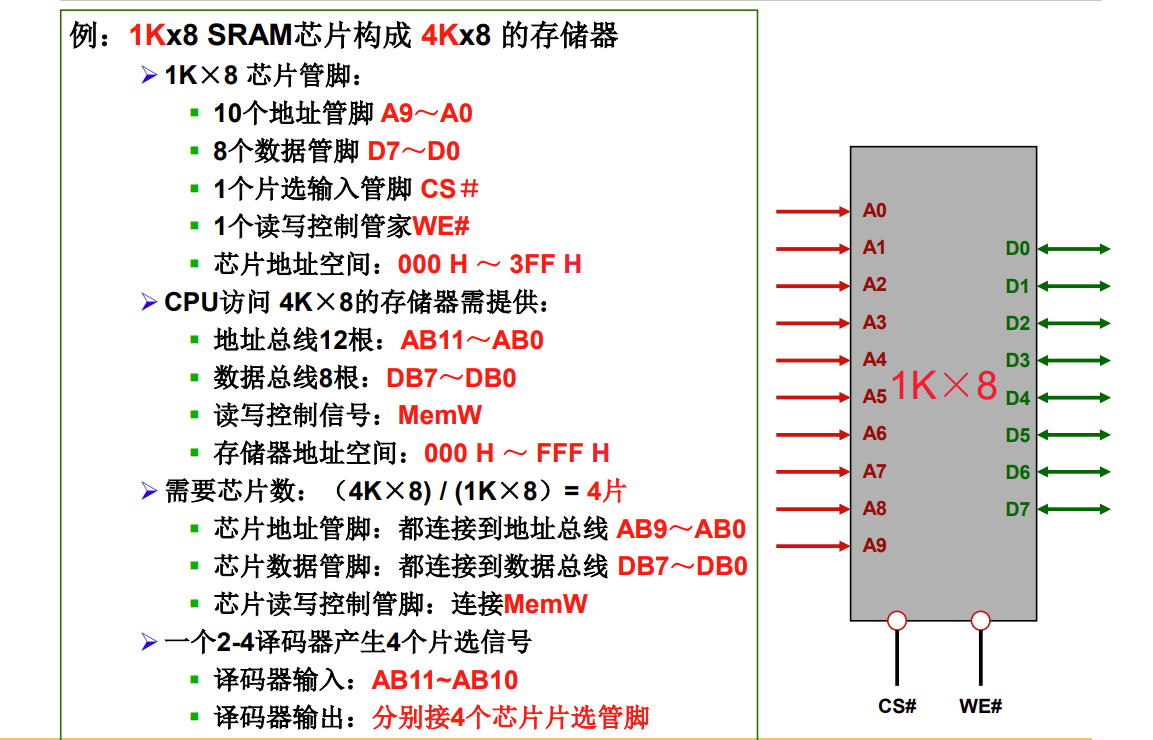 例：1Kx8 SRAM芯片构成 4Kx8 的存储器
1K×8 芯片管脚：
10个地址管脚 A9～A0
8个数据管脚 D7～D0
1个片选输入管脚 CS＃
1个读写控制管家WE#
芯片地址空间：000 H ～ 3FF H
CPU访问 4K×8的存储器需提供：
地址总线12根：AB11～AB0
数据总线8根：DB7～DB0
读写控制信号：MemW
存储器地址空间：000 H ～ FFF H
需要芯片数：（4K×8) / (1K×8）= 4片
芯片地址管脚：都连接到地址总线 AB9～AB0
芯片数据管脚：都连接到数据总线 DB7～DB0
芯片读写控制管脚：连接MemW
一个2-4译码器产生4个片选信号
译码器输入：AB11~AB10
译码器输出：分别接4个芯片片选管脚
A0
A1
A2
A3
A4
A5
A6
A7
A8
A9
1K×8
D0
D1
D2
D3
D4
D5
D6
D7
CS#
WE#